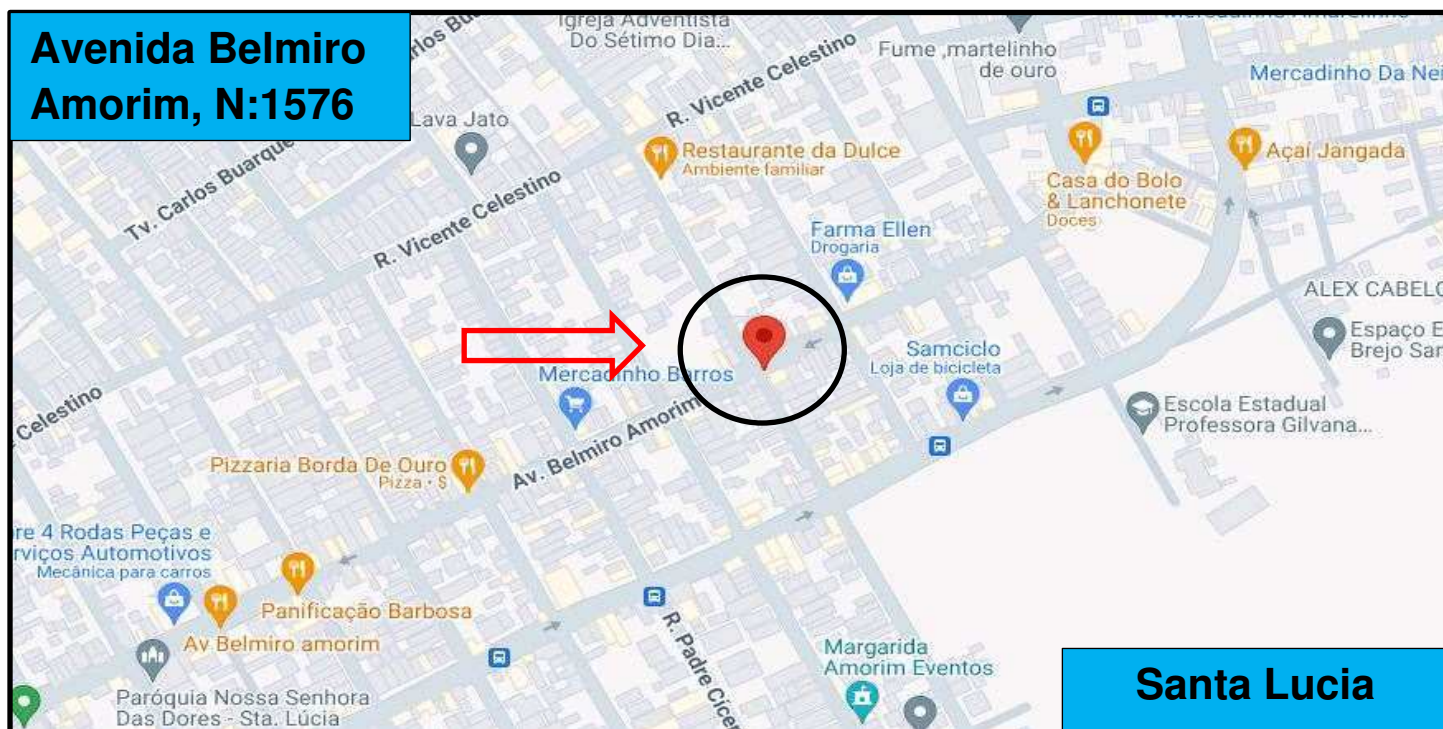 Avenida Belmiro
Amorim, N:1576
Igreja Adventista
Do Sétimo Dia...
R. Vicente Celestino
Fume ,martelinho
de ouro
Mercadinho Da Nei
Lava Jato
Tv. Carlos Buarque
R. Vicente Celestino
Restaurante da Dulce
Ambiente familiar
Casa do Bolo
& Lanchonete
Doces
Açaí Jangada
Farma Ellen
Drogaria
ALEX CABELO
Espaço E
Brejo Sar
Mercadinho Barros
Samciclo
Loja de bicicleta
Escola Estadual
Professora Gilvana...
Celestino
Av. Belmiro Amorim
Pizzaria Borda De Ouro
Pizza · $
re 4 Rodas Peças e
rviços Automotivos
Mecânica para carros
Panificação Barbosa
Av Belmiro amorim
R. Padre Cicer
Margarida
Amorim Eventos
Paróquia Nossa Senhora
Das Dores - Sta. Lúcia
Santa Lucia